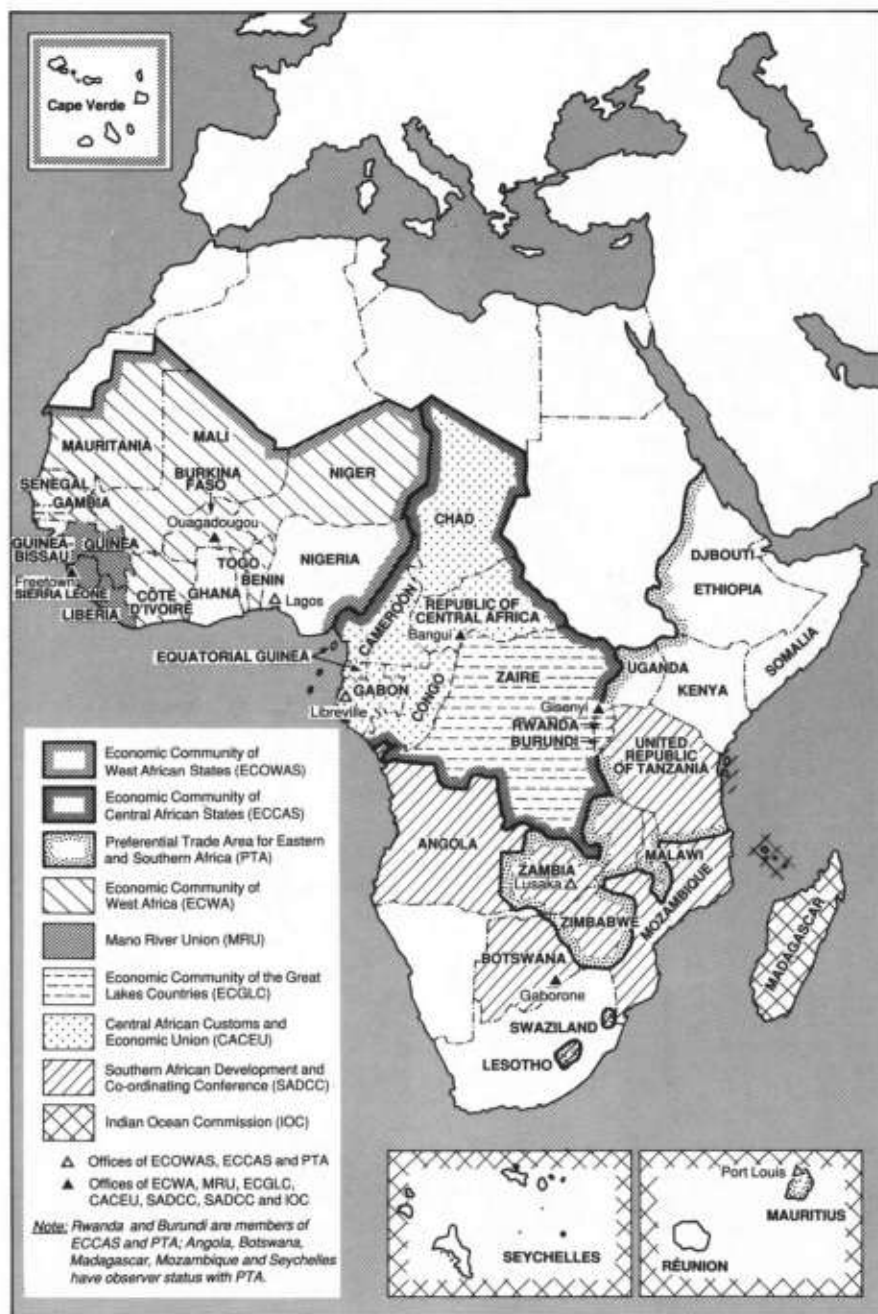 Cape Verde
MAURITANIA
MALI
NIGER
BURKINA
FASO
SENEGAL
GAMBIA
Ouagadougou
CHAD
GUINEA
BISSAU
GUINEA
NIGERIA
TOGO
BENIN
DJBOUTI
ETHIOPIA
Freetown
SIERRA LEONE
LIBERIA
CÔTE
D'IVOIRE
GHANA
Lagos
CAMEROON
REPUBLIC OF
CENTRAL AFRICA
Bangui
SOMALIA
EQUATORIAL GUINEA
UGANDA
KENYA
ZAIRE
GABON
CONGO
Libreville
Gisenyi
RWANDA
BURUNDI
UNITED
REPUBLIC
OF TANZANIA
ANGOLA
ZAMBIA
Lusaka
MALAWI
MOZAMBIQUE
ZIMBABWE
MADAGASCAR
BOTSWANA
Gaborone
SWAZILAND
LESOTHO
Economic Community of
West African States (ECOWAS)
Economic Community of
Central African States (ECCAS)
Preferential Trade Area for Eastern
and Southern Africa (PTA)
Economic Community of
West Africa (ECWA)
Mano River Union (MRU)
Economic Community of the Great
Lakes Countries (ECGLC)
Central African Customs and
Economic Union (CACEU)
Southern African Development and
Co-ordinating Conference (SADCC)
Indian Ocean Commission (IOC)
Offices of ECOWAS, ECCAS and PTA
Offices of ECWA, MRU, ECGLC,
CACEU, SADCC, SADCC and IOC
Note: Rwanda and Burundi are members of
ECCAS and PTA; Angola, Botswana,
Madagascar, Mozambique and Seychelles
have observer status with PTA.
SEYCHELLES
Port Louis
MAURITIUS
RÉUNION